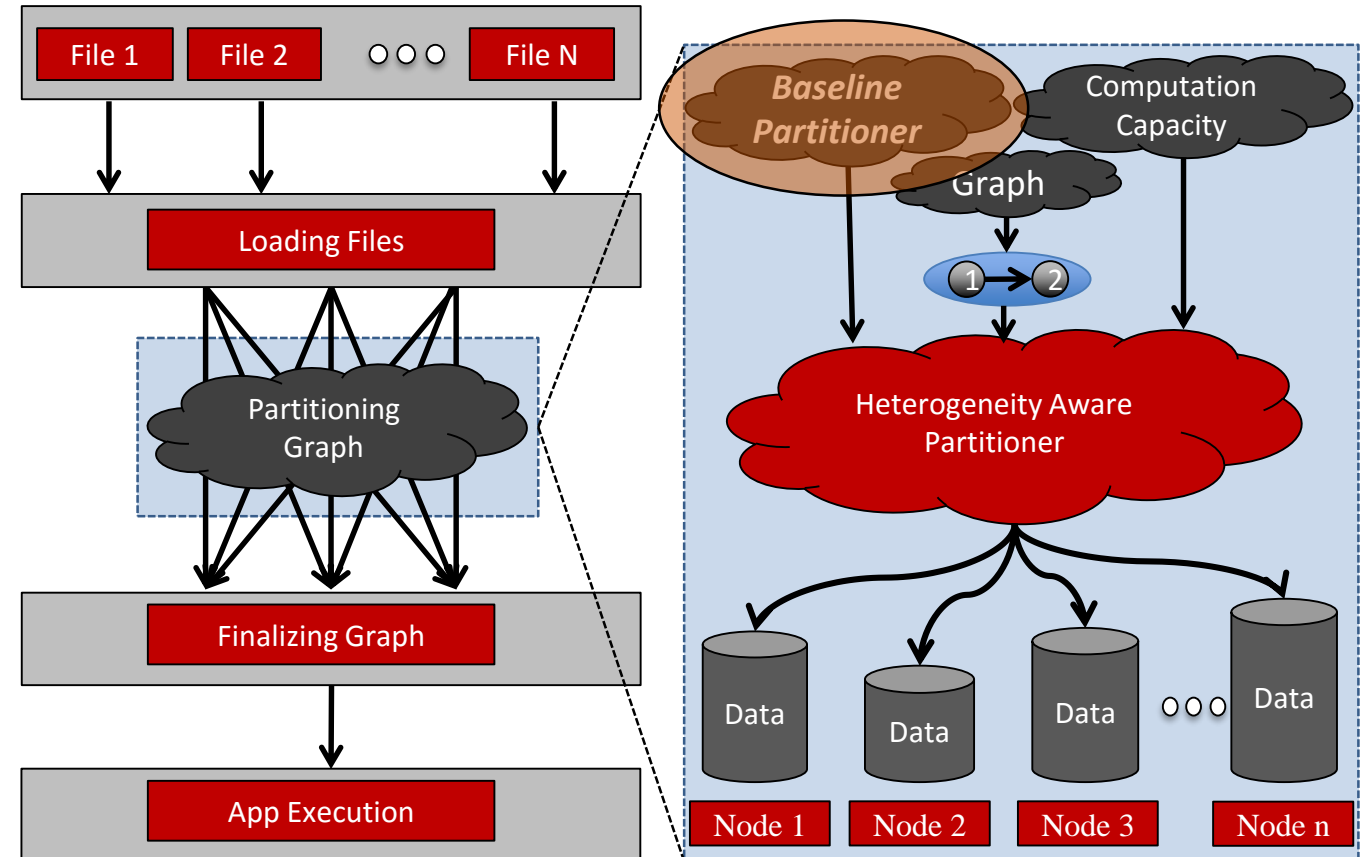 File 1
File 2
File N
Loading Files
Partitioning
Graph
Finalizing Graph
App Execution
Baseline
Partitioner
Computation
Capacity
Graph
1
2
Heterogeneity Aware
Partitioner
Data
Data
Data
Data
Node 1
Node 2
Node 3
Node n